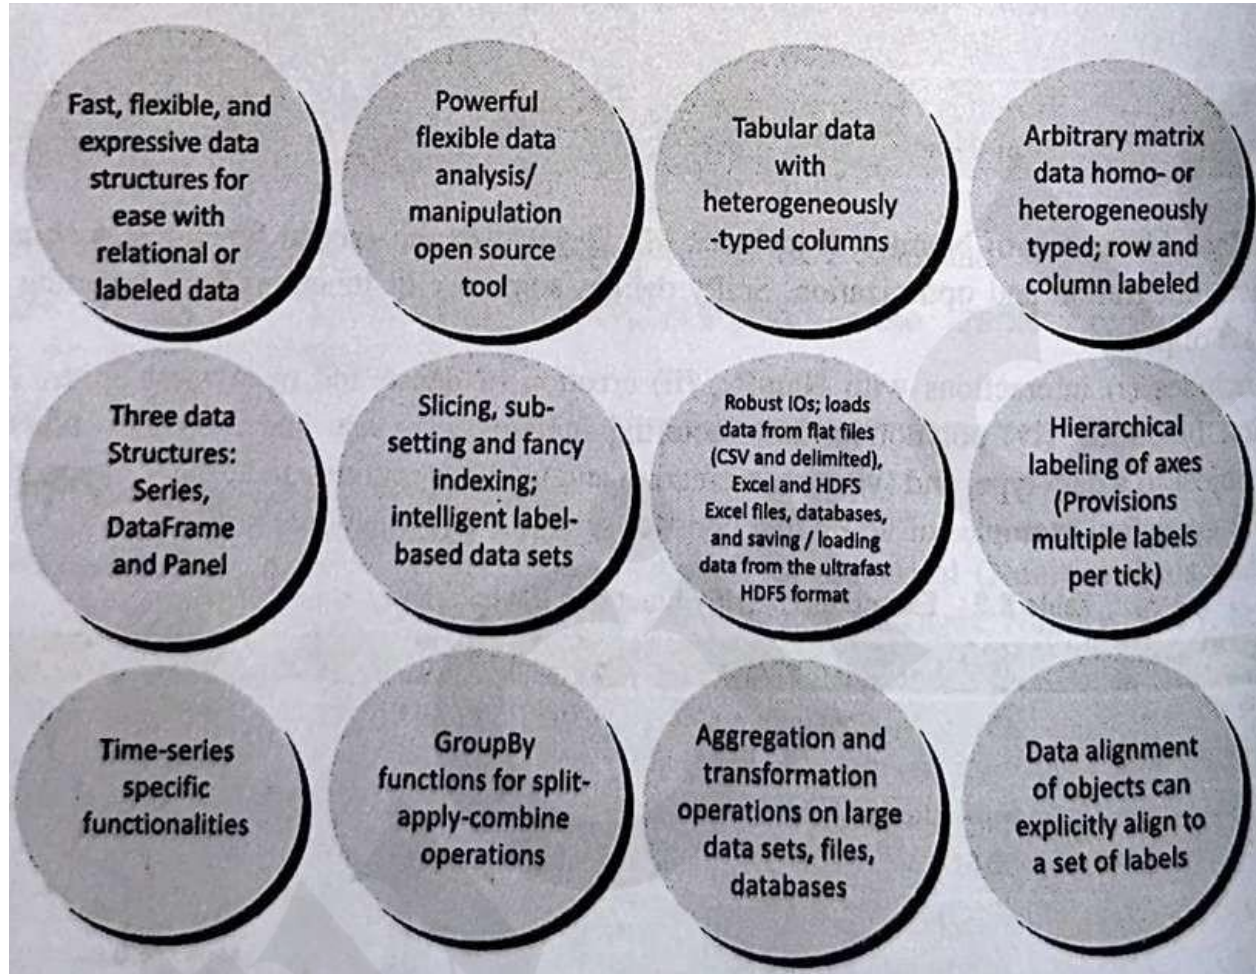 Fast, flexible, and
expressive data
structures for
ease with
relational or
labeled data
Powerful
flexible data
analysis/
manipulation
open source
tool
Tabular data
with
heterogeneously
-typed columns
Arbitrary matrix
data homo- or
heterogeneously
typed; row and
column labeled
Three data
Structures:
Series,
DataFrame
and Panel
Slicing, sub-
setting and fancy
indexing;
intelligent label-
based data sets
Robust IOs; loads
data from flat files
(CSV and delimited),
Excel and HDFS
Excel files, databases,
and saving / loading
data from the ultrafast
HDF5 format
Hierarchical
labeling of axes
(Provisions
multiple labels
per tick)
Time-series
specific
functionalities
GroupBy
functions for split-
apply-combine
operations
Aggregation and
transformation
operations on large
data sets, files,
databases
Data alignment
of objects can
explicitly align to
a set of labels